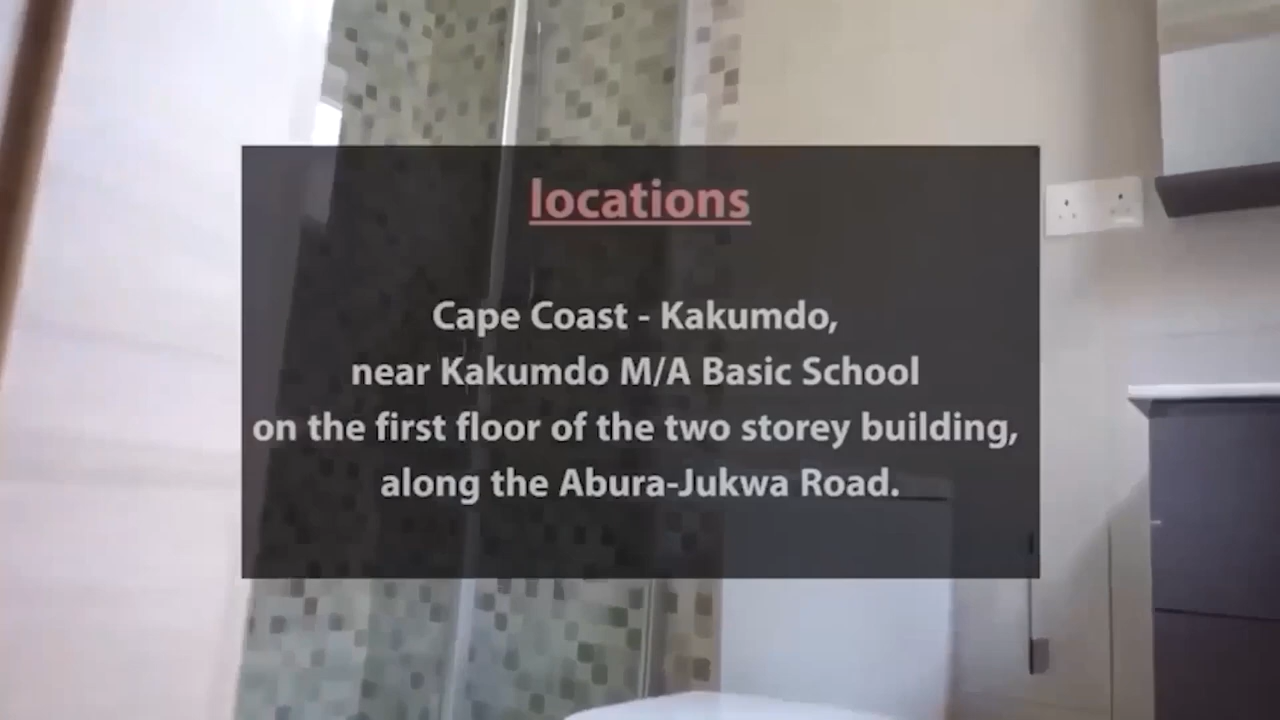 locations
Cape Coast - Kakumdo,
near Kakumdo M/A Basic School
on the first floor of the two storey building,
along the Abura-Jukwa Road.